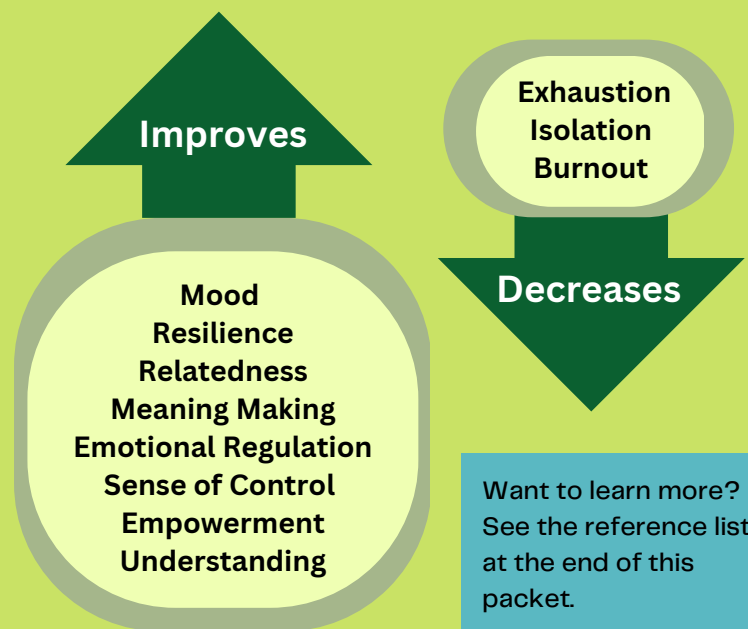 Improves
Mood
Resilience
Relatedness
Meaning Making
Emotional Regulation
Sense of Control
Empowerment
Understanding
Exhaustion
Isolation
Burnout
Decreases
Want to learn more?
See the reference list
at the end of this
packet.